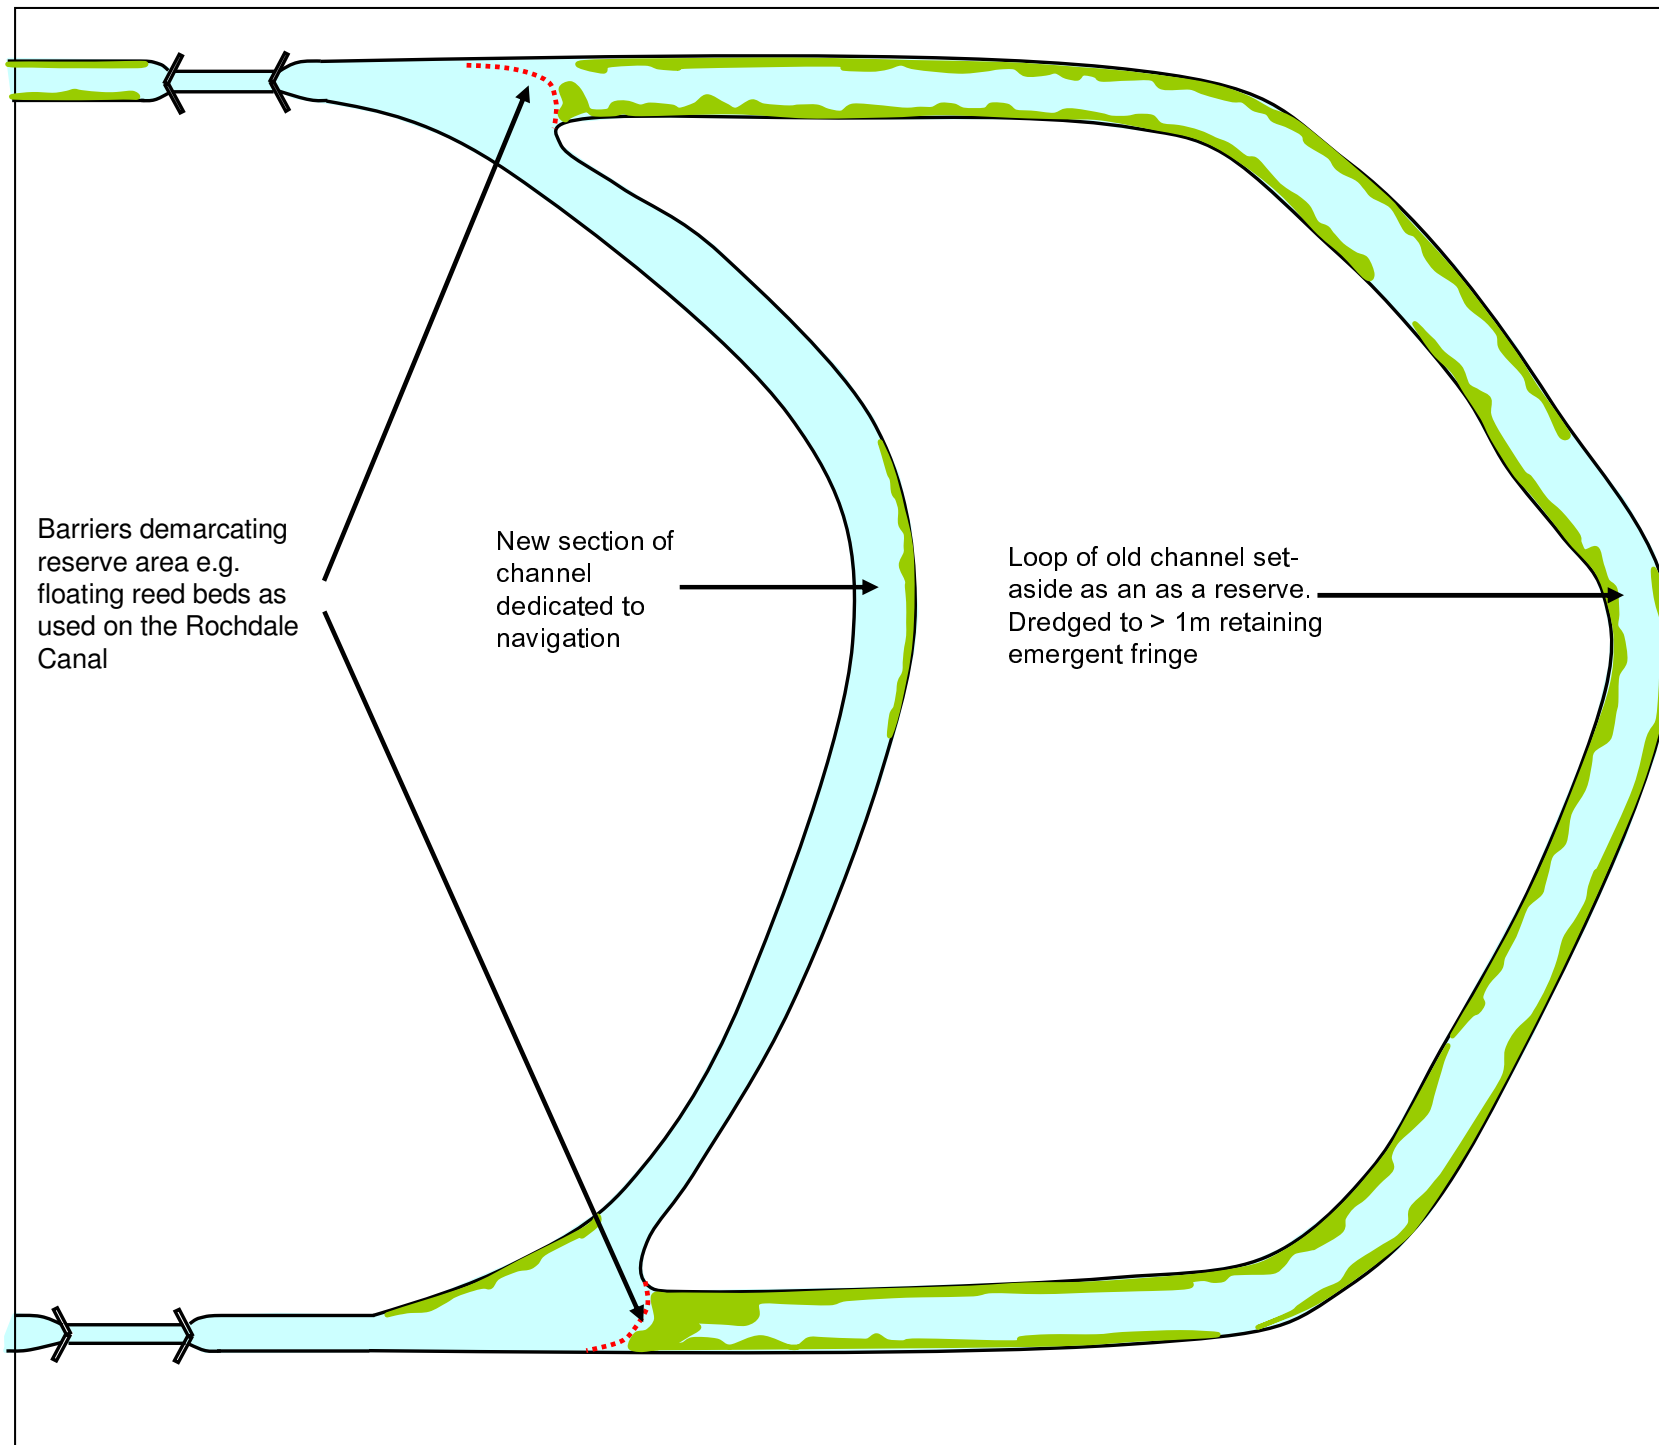 Barriers demarcating
reserve area e.g.
floating reed beds as
used on the Rochdale
Canal
New section of
channel
dedicated to
navigation
Loop of old channel set-
aside as an as a reserve.
Dredged to > 1m retaining
emergent fringe